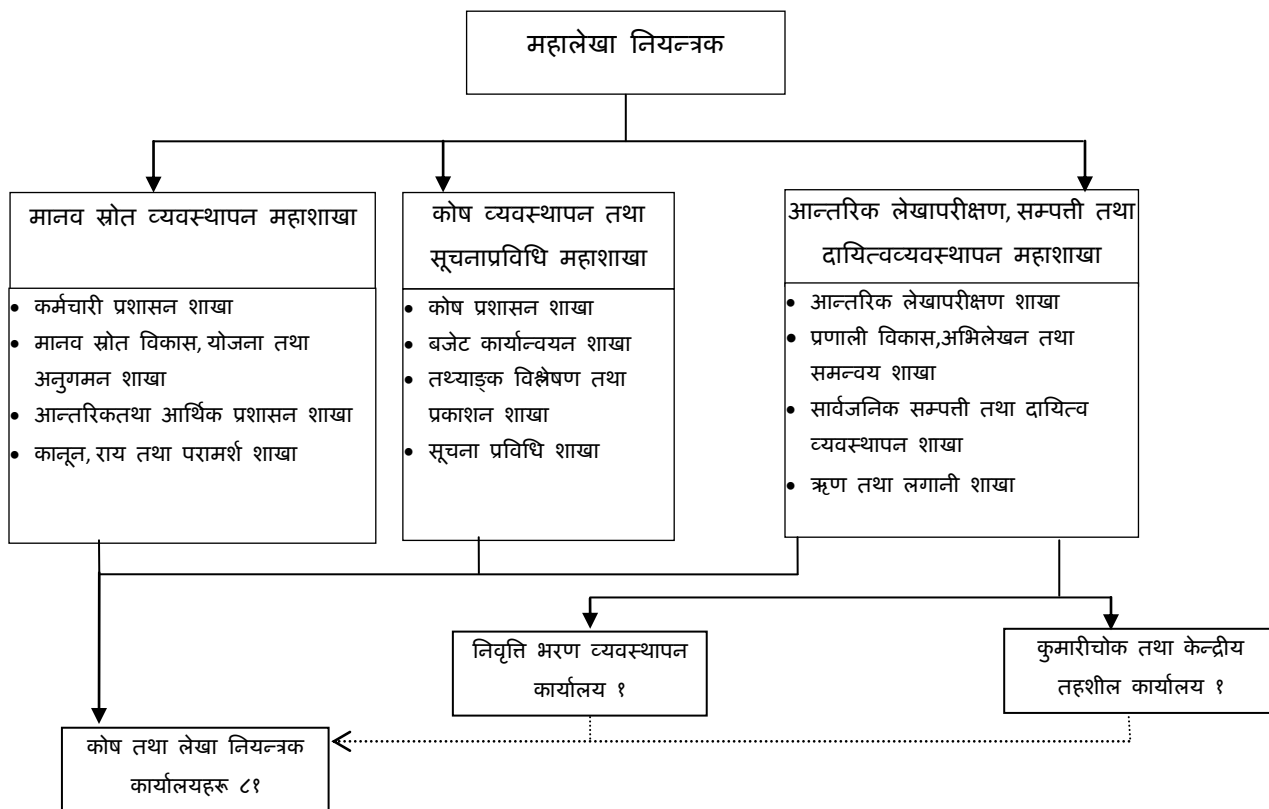 महालेखा नियन्त्रक
मानव स्रोत व्यवस्थापन महाशाखा
• कर्मचारी प्रशासन शाखा
• मानव स्रोत विकास, योजना तथा
अनुगमन शाखा
• आन्तरिकतथा आर्थिक प्रशासन शाखा
• कानून, राय तथा परामर्श शाखा
कोष व्यवस्थापन तथा
सूचनाप्रविधि महाशाखा
• कोष प्रशासन शाखा
• बजेट कार्यान्वयन शाखा
• तथ्याङ्क विश्लेषण तथा
प्रकाशन शाखा
• सूचना प्रविधि शाखा
आन्तरिक लेखापरीक्षण, सम्पत्ती तथा
दायित्वव्यवस्थापन महाशाखा
• आन्तरिक लेखापरीक्षण शाखा
• प्रणाली विकास,अभिलेखन तथा
समन्वय शाखा
• सार्वजनिक सम्पत्ती तथा दायित्व
व्यवस्थापन शाखा
• ऋण तथा लगानी शाखा
निवृत्ति भरण व्यवस्थापन
कार्यालय १
कुमारीचोक तथा केन्द्रीय
तहशील कार्यालय १
कोष तथा लेखा नियन्त्रक
कार्यालयहरू ८१